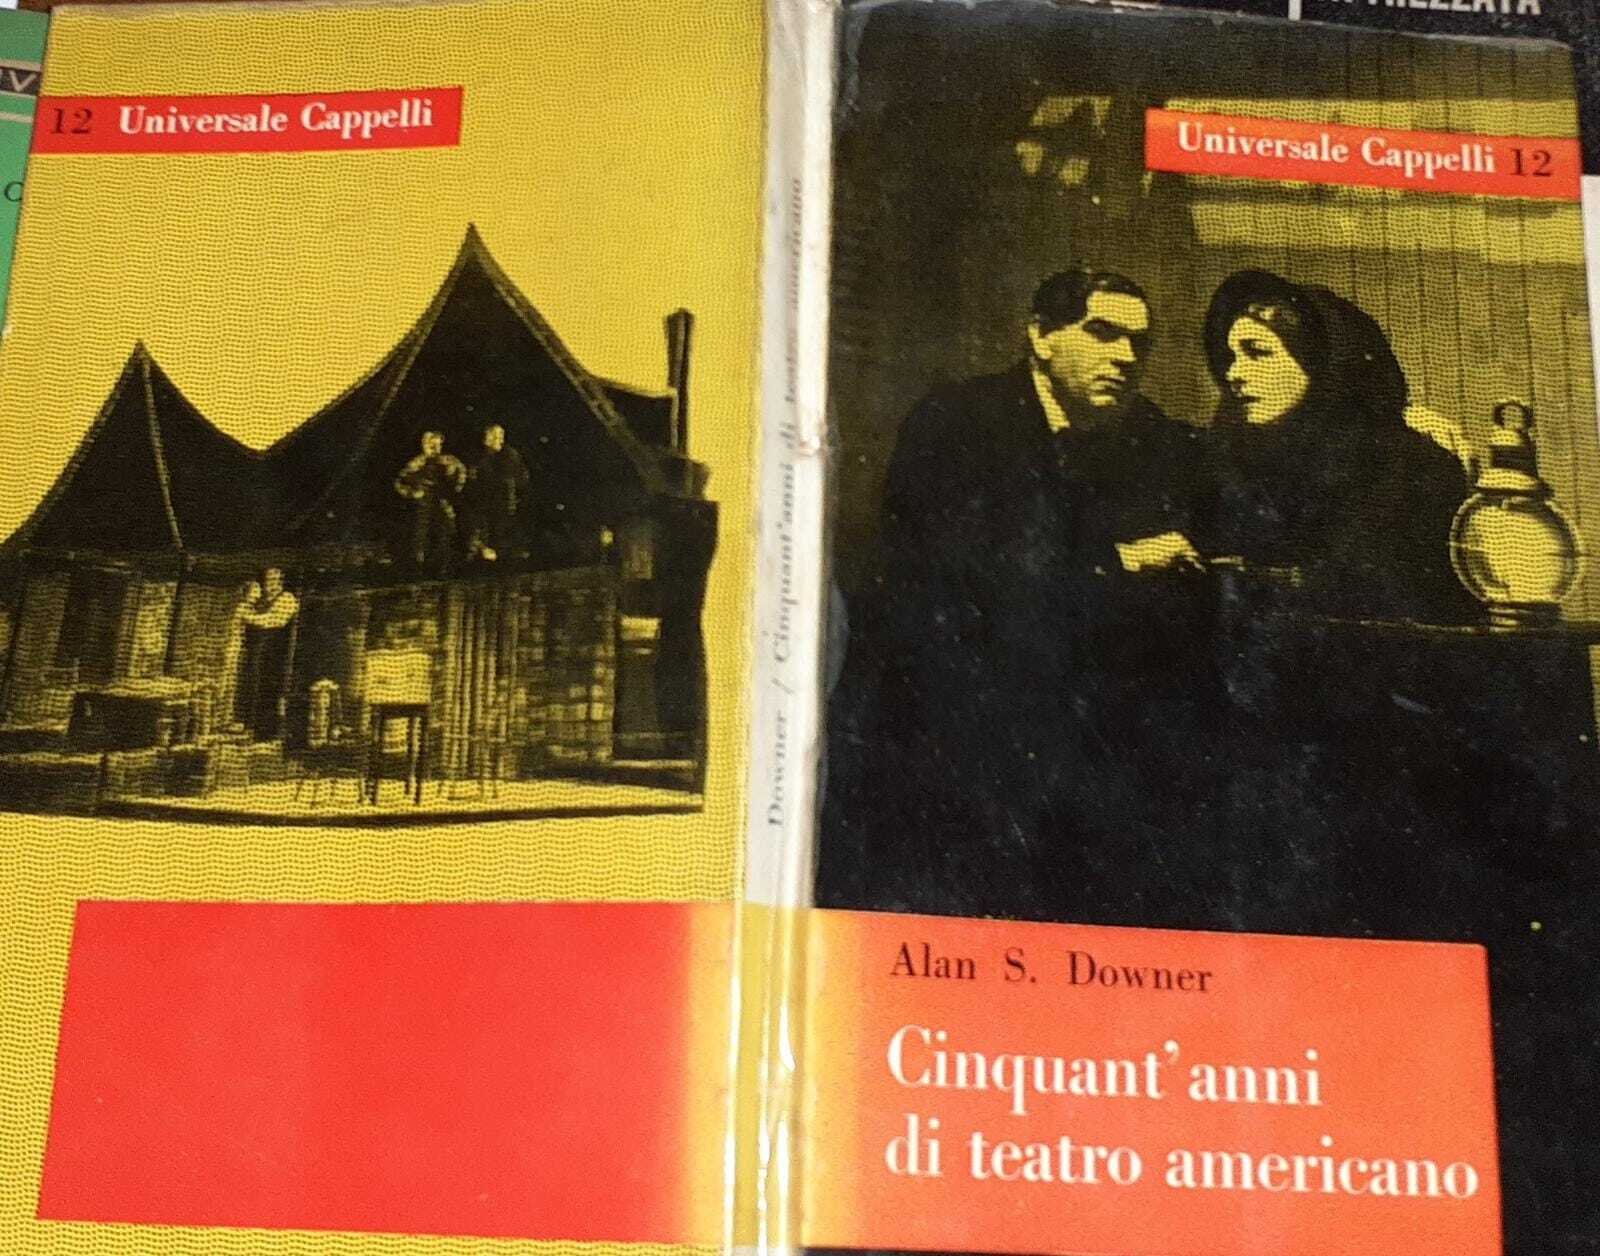 12 Universale Cappelli
Downer / Cinquant'anni di teatro americano
Universale Cappelli 12
Alan S. Downer
Cinquant'anni
di teatro americano